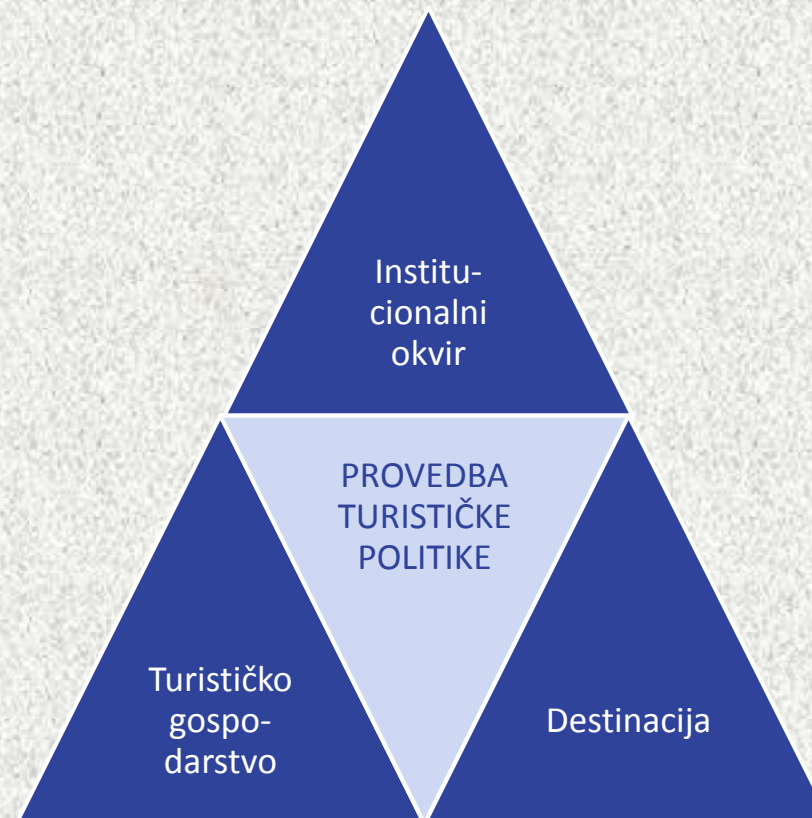 Institu-
cionalni
okvir
PROVEDBA
TURISTIČKE
POLITIKE
Turističko
gospo-
darstvo
Destinacija